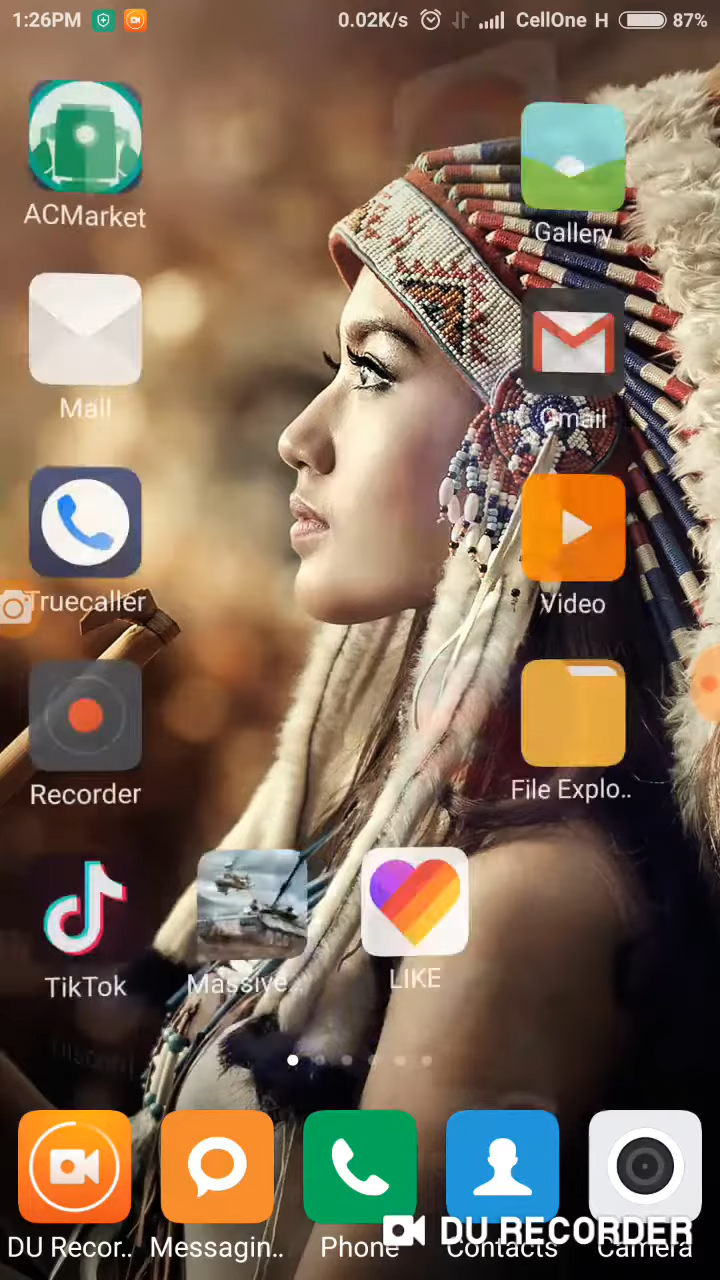 1:26PM 0.02K/s CellOne H 87%
ACMarket
Gallery
Mail
Gmail
Truecaller
Video
Recorder
File Explo..
TikTok
Massive..
LIKE
DU RECORDER
DU Recor..
Messagin..
Phone
Contacts
Camera